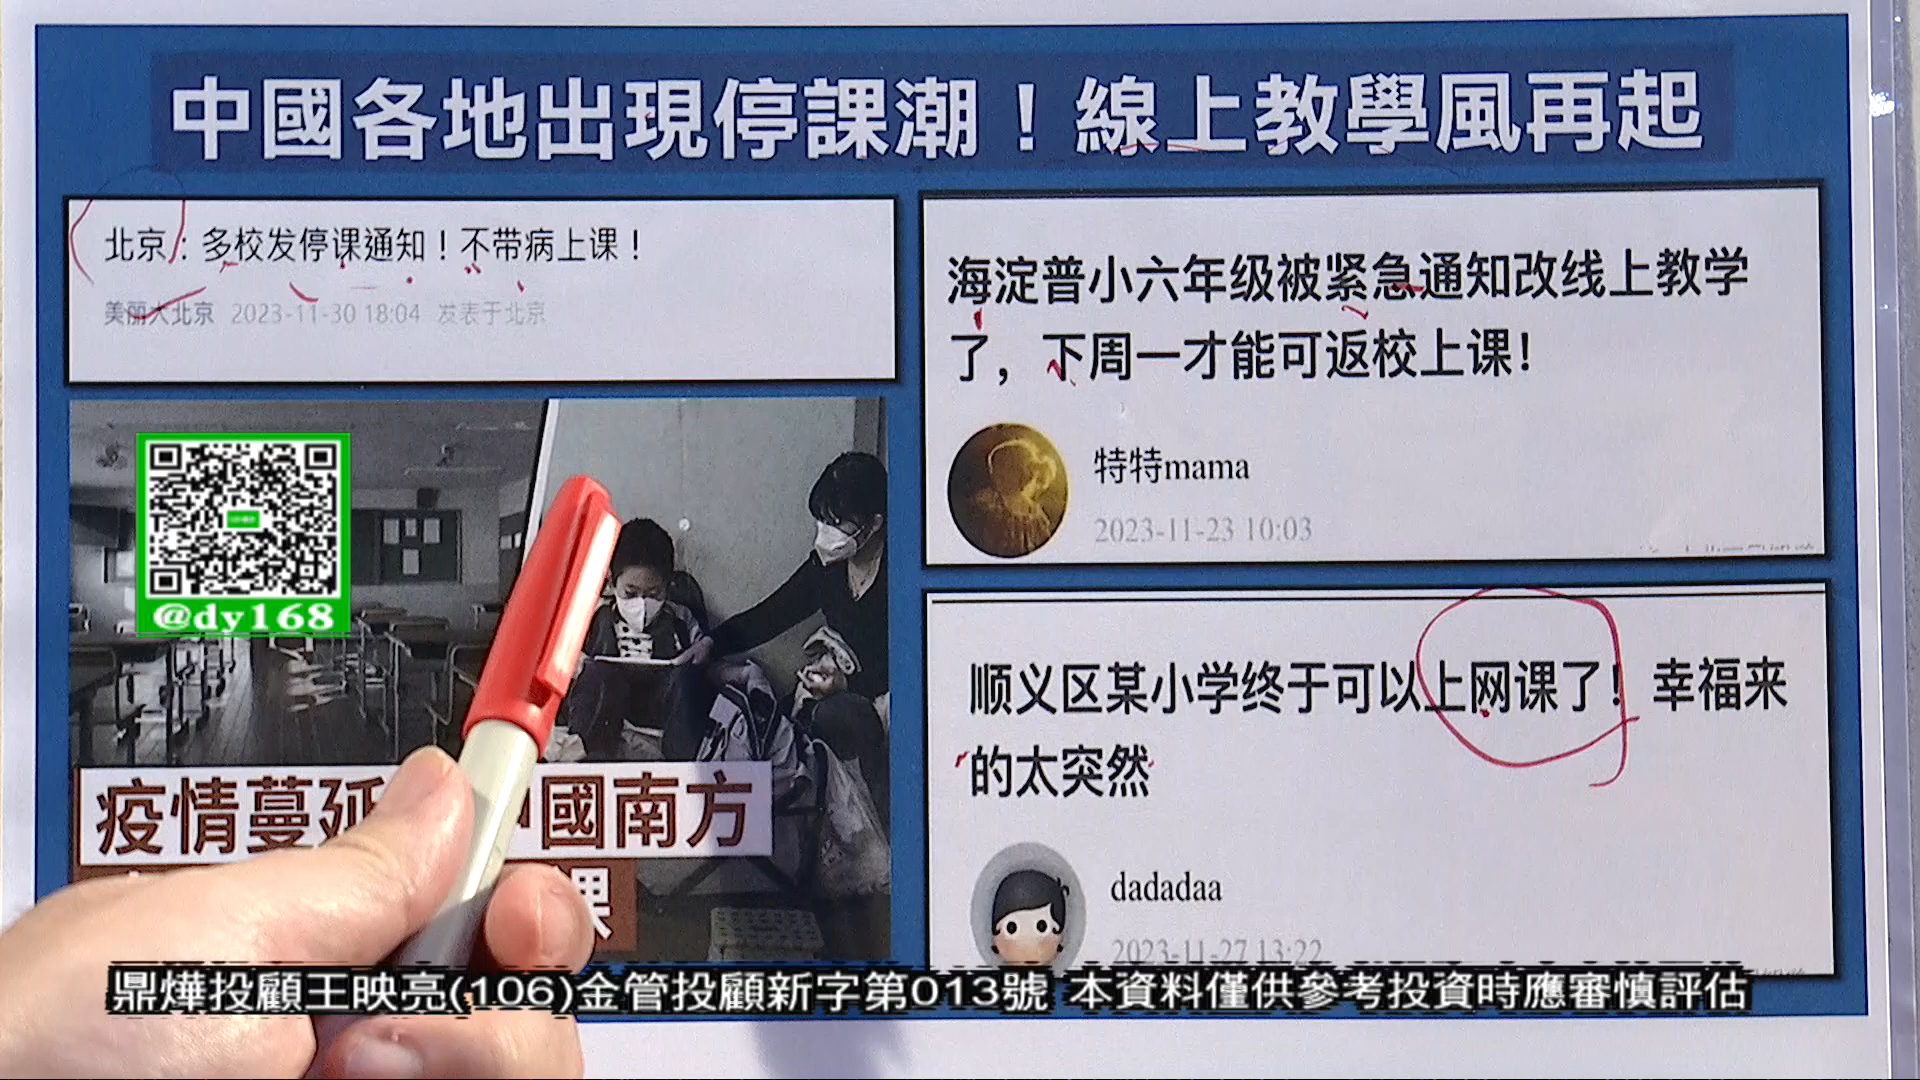 中國各地出現停課潮！線上教學風再起
北京：多校发停课通知！不带病上课！
美丽大北京 2023-11-30 18:04 发表于北京
海淀普小六年级被紧急通知改线上教学
了，下周一才能可返校上课！
特特mama
2023-11-23 10:03
顺义区某小学终于可以上网课了！幸福来
的太突然
dadadaa
2023-11-27 13:22
@dy168
疫情蔓延 中國南方
課
鼎燁投顧王映亮(106)金管投顧新字第013號 本資料僅供參考投資時應審慎評估